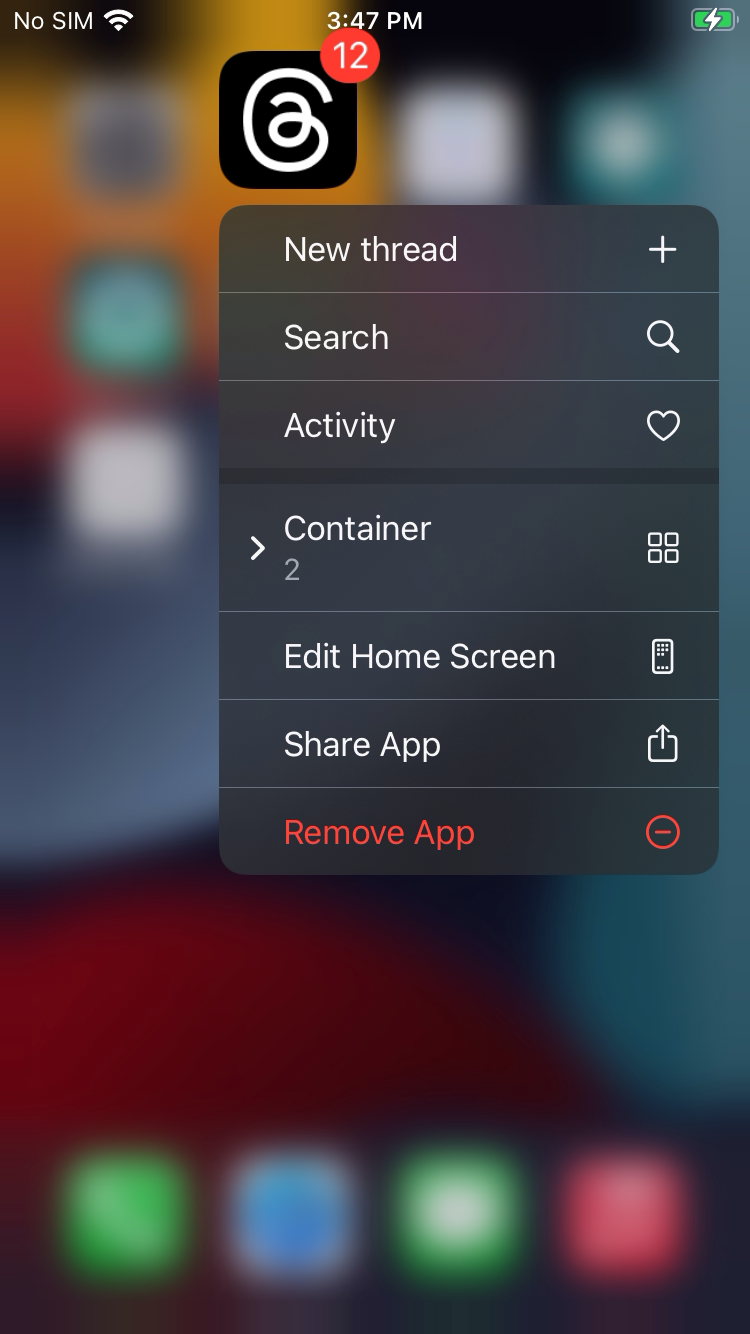 No SIM 3:47 PM
12
New thread
Search
Activity
Container
2
Edit Home Screen
Share App
Remove App